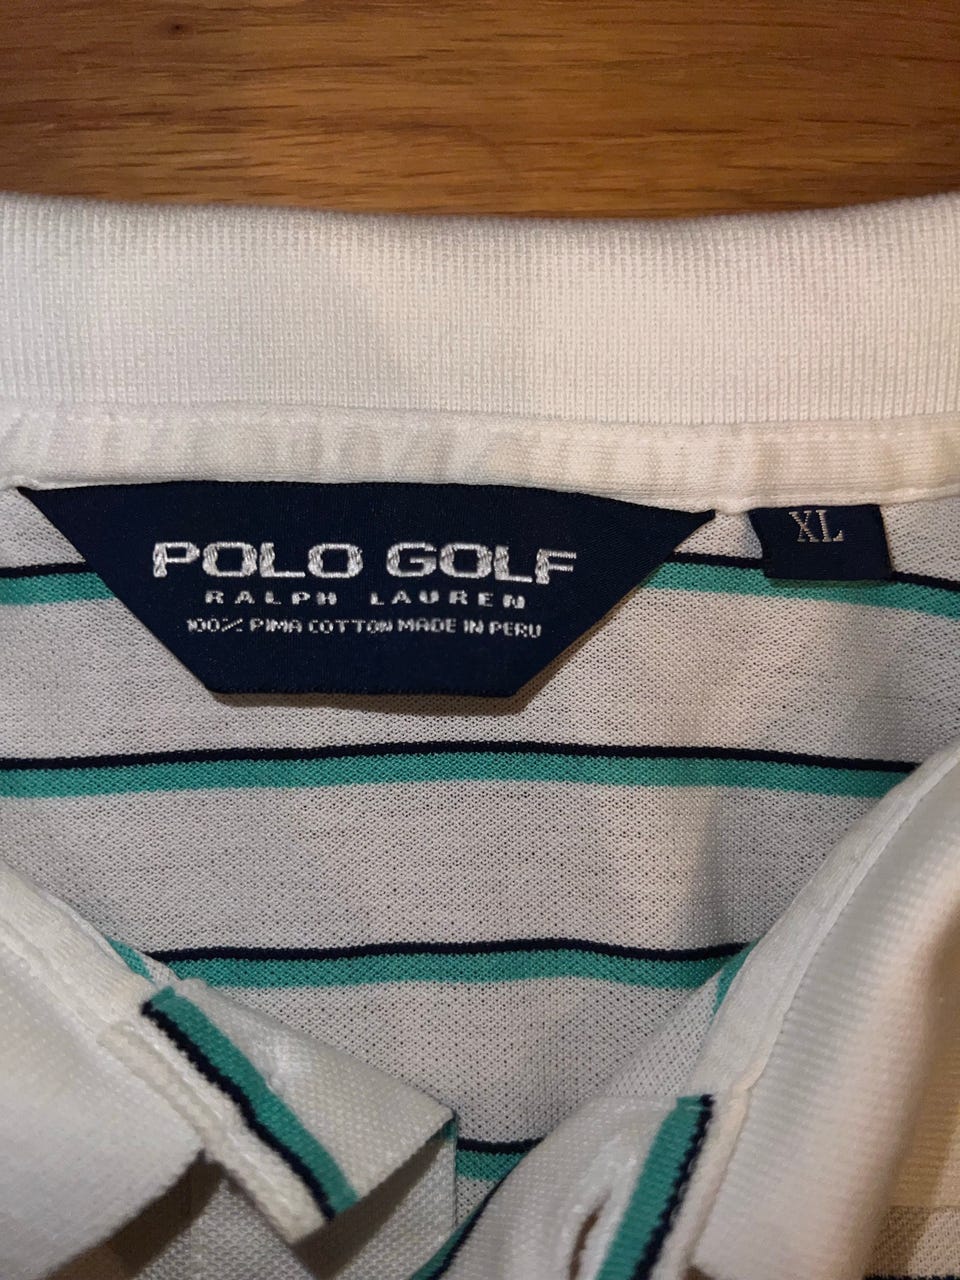 POLO GOLF
RALPH LAUREN
100% PIMA COTTON MADE IN PERU
XL